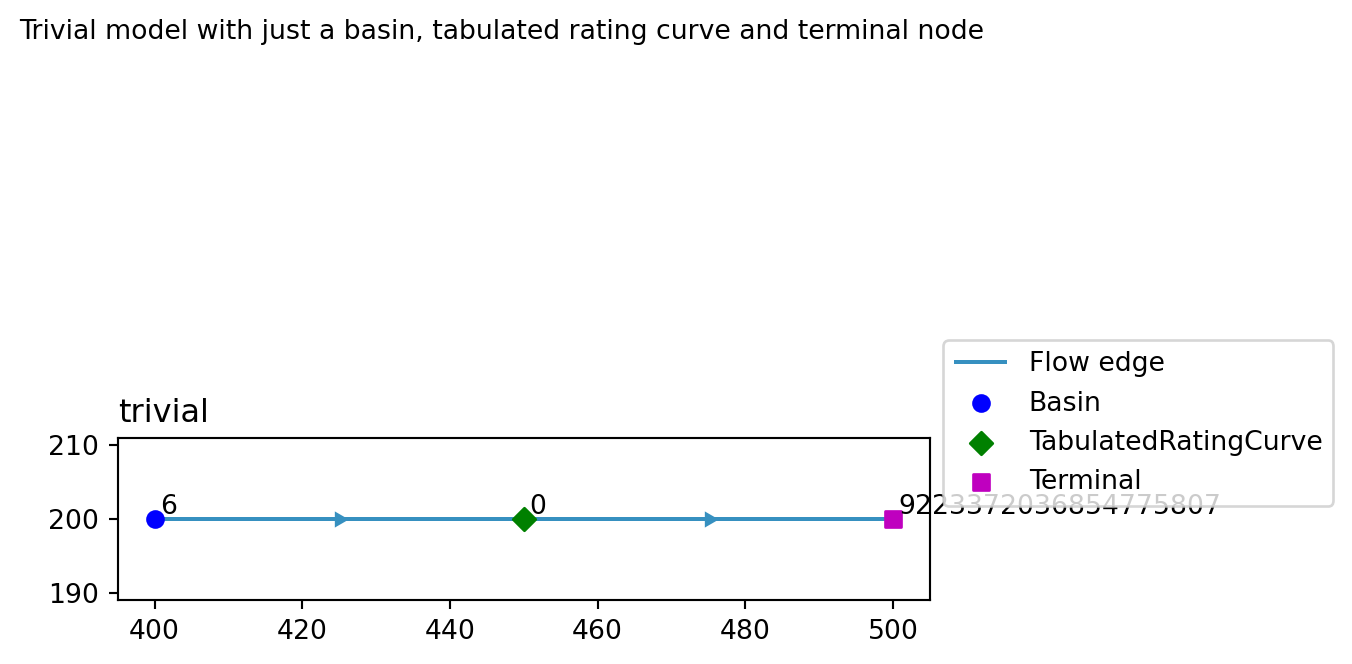 Trivial model with just a basin, tabulated rating curve and terminal node
trivial
Flow edge
Basin
TabulatedRatingCurve
Terminal
210
200
190
6
0
9223372036854775807
400 420 440 460 480 500